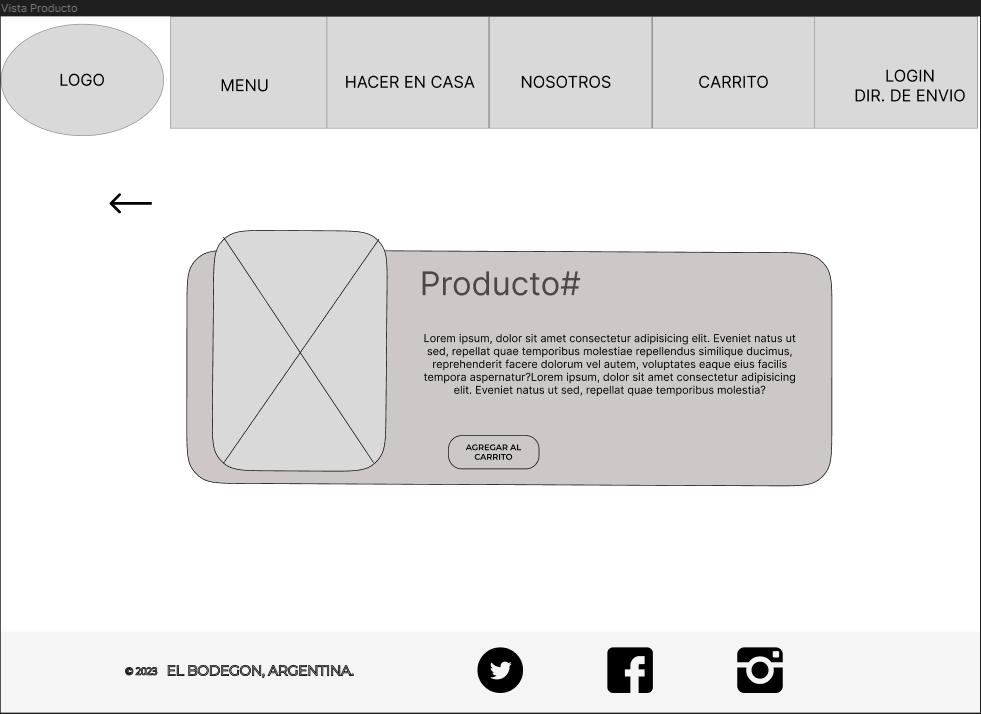 Vista Producto
LOGO
MENU
HACER EN CASA
NOSOTROS
CARRITO
LOGIN
DIR. DE ENVIO
Producto#
Lorem ipsum, dolor sit amet consectetur adipisicing elit. Eveniet natus ut
sed, repellat quae temporibus molestiae repellendus similique ducimus,
reprehenderit facere dolorum vel autem, voluptates eaque eius facilis
tempora aspernatur?Lorem ipsum, dolor sit amet consectetur adipisicing
elit. Eveniet natus ut sed, repellat quae temporibus molestia?
AGREGAR AL
CARRITO
© 2023 EL BODEGON, ARGENTINA.